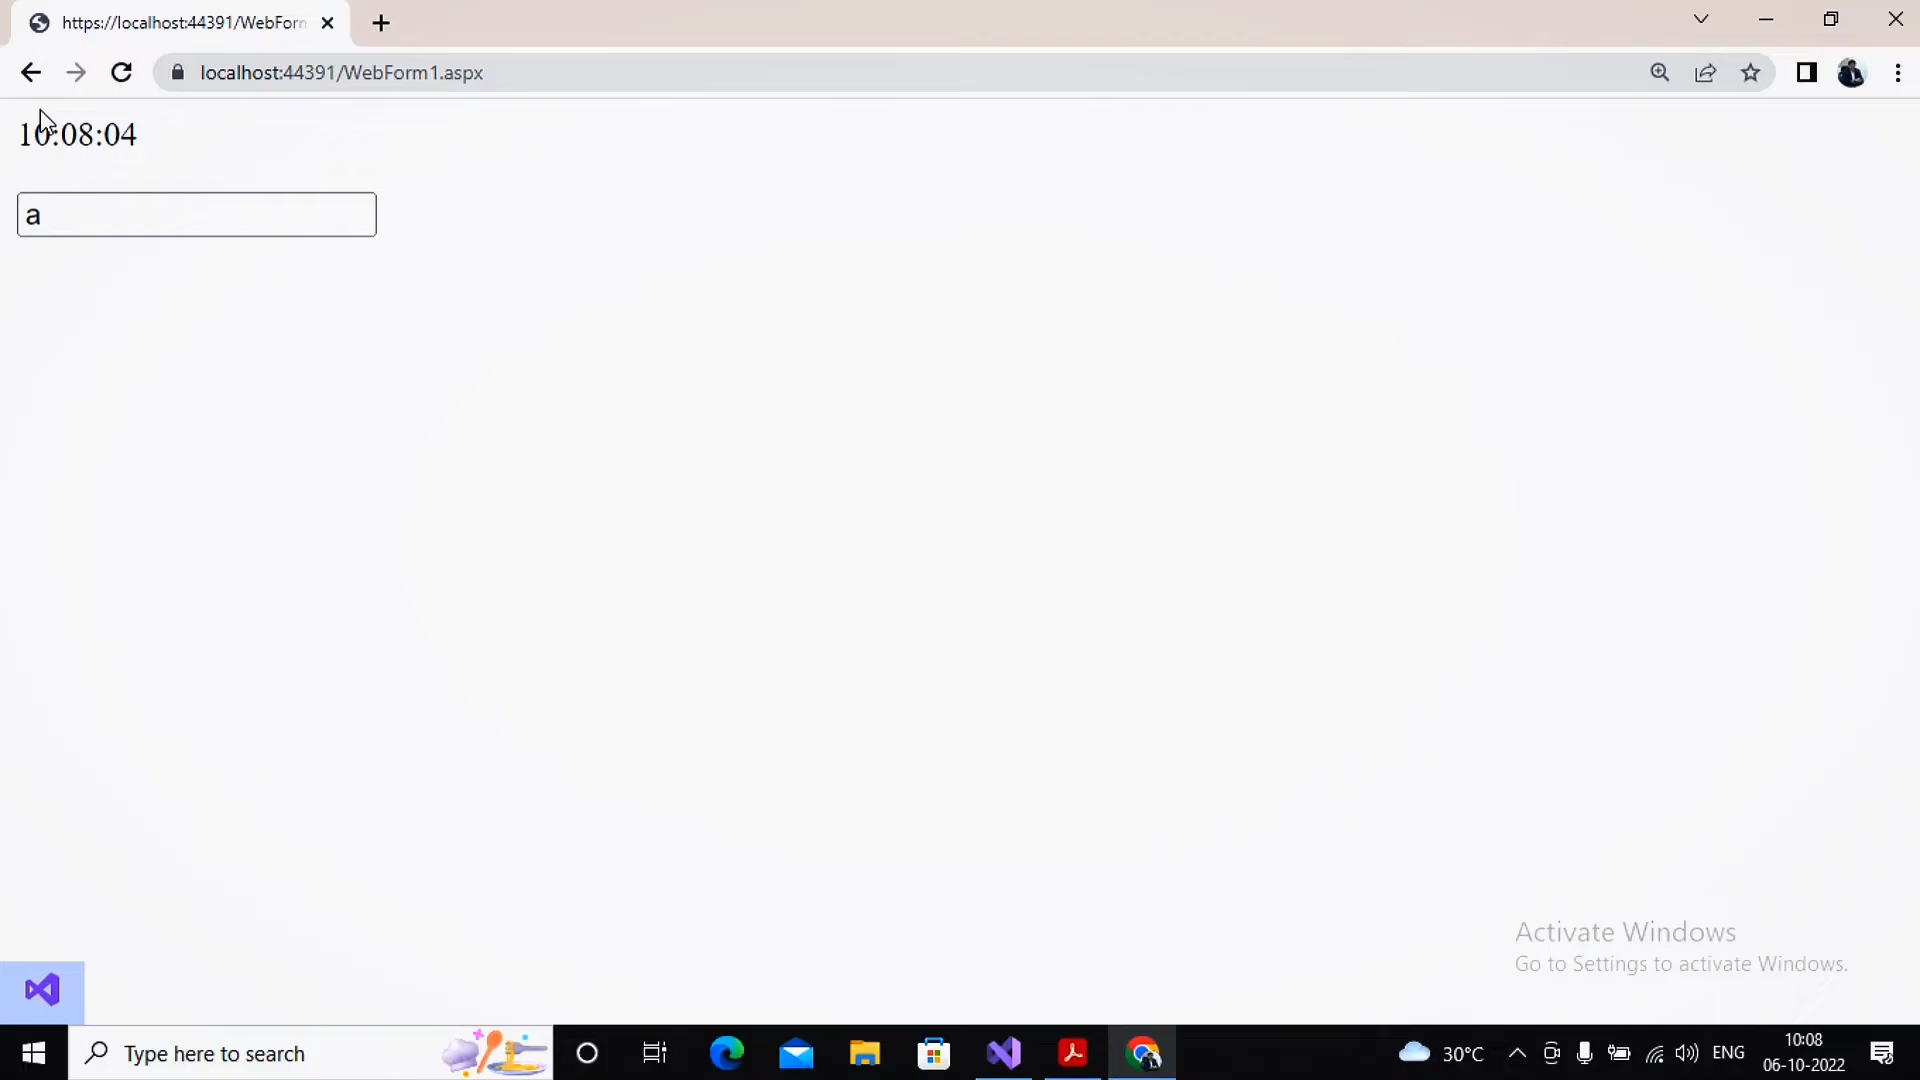 https://localhost:44391/WebForm
localhost:44391/WebForm1.aspx
10:08:04
a
Activate Windows
Go to Settings to activate Windows.
Type here to search
30°C
ENG
10:08
06-10-2022